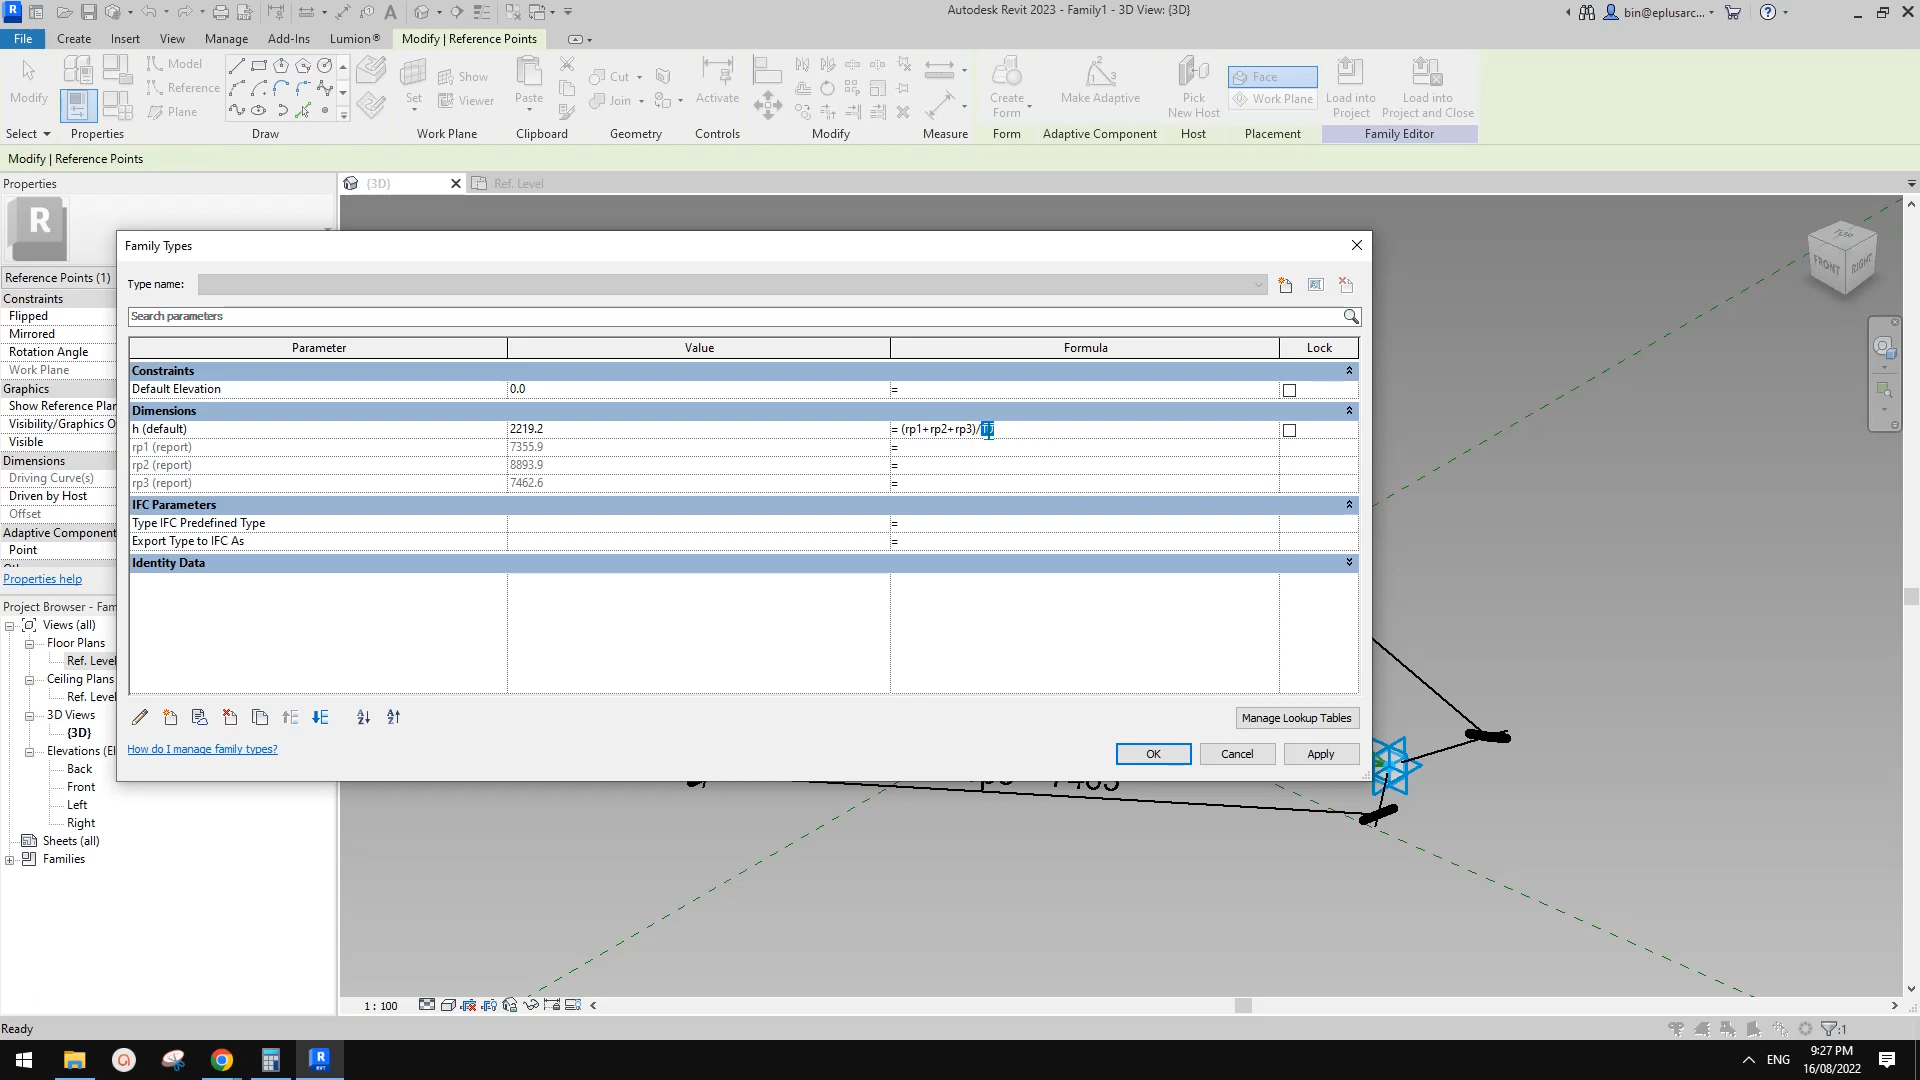 Autodesk Revit 2023 - Family1 - 3D View: {3D}
bin@eplusarc...
File
Create
Insert
View
Manage
Add-Ins
Lumion®
Modify | Reference Points
Modify
Model
Reference
Plane
Set
Show
Viewer
Paste
Cut
Join
Activate
Create
Form
Make Adaptive
Pick
New Host
Face
Work Plane
Load into
Project
Load into
Project and Close
Select
Properties
Draw
Work Plane
Clipboard
Geometry
Controls
Modify
Measure
Form
Adaptive Component
Host
Placement
Family Editor
Modify | Reference Points
Properties
{3D}
Ref. Level
R
Reference Points (1)
Constraints
Flipped
Mirrored
Rotation Angle
Work Plane
Graphics
Show Reference Plan
Visibility/Graphics O
Visible
Dimensions
Driving Curve(s)
Driven by Host
Offset
Adaptive Component
Point
Properties help
Project Browser - Fam
Views (all)
Floor Plans
Ref. Level
Ceiling Plans
Ref. Level
3D Views
{3D}
Elevations (El
Back
Front
Left
Right
Sheets (all)
Families
Family Types
Type name:
Search parameters
Parameter
Value
Formula
Lock
Constraints
Default Elevation
0.0
=
Dimensions
h (default)
2219.2
= (rp1+rp2+rp3)/
rp1 (report)
7355.9
=
rp2 (report)
8893.9
=
rp3 (report)
7462.6
=
IFC Parameters
Type IFC Predefined Type
=
Export Type to IFC As
=
Identity Data
Manage Lookup Tables
How do I manage family types?
OK
Cancel
Apply
FRONT
RIGHT
1 : 100
Ready
:1
ENG
9:27 PM
16/08/2022